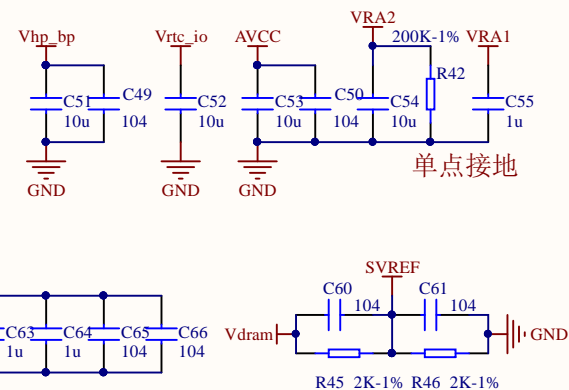 VRA2
Vhp_bp Vrtc_io AVCC 200K-1% VRA1
R42
C51 C49 C52 C53 C50 C54 C55
10u 104 10u 10u 104 10u 1u
单点接地
GND GND GND
SVREF
C60 C61
104 104
C63 C64 C65 C66 Vdram GND
1u 1u 104 104
R45 2K-1% R46 2K-1%